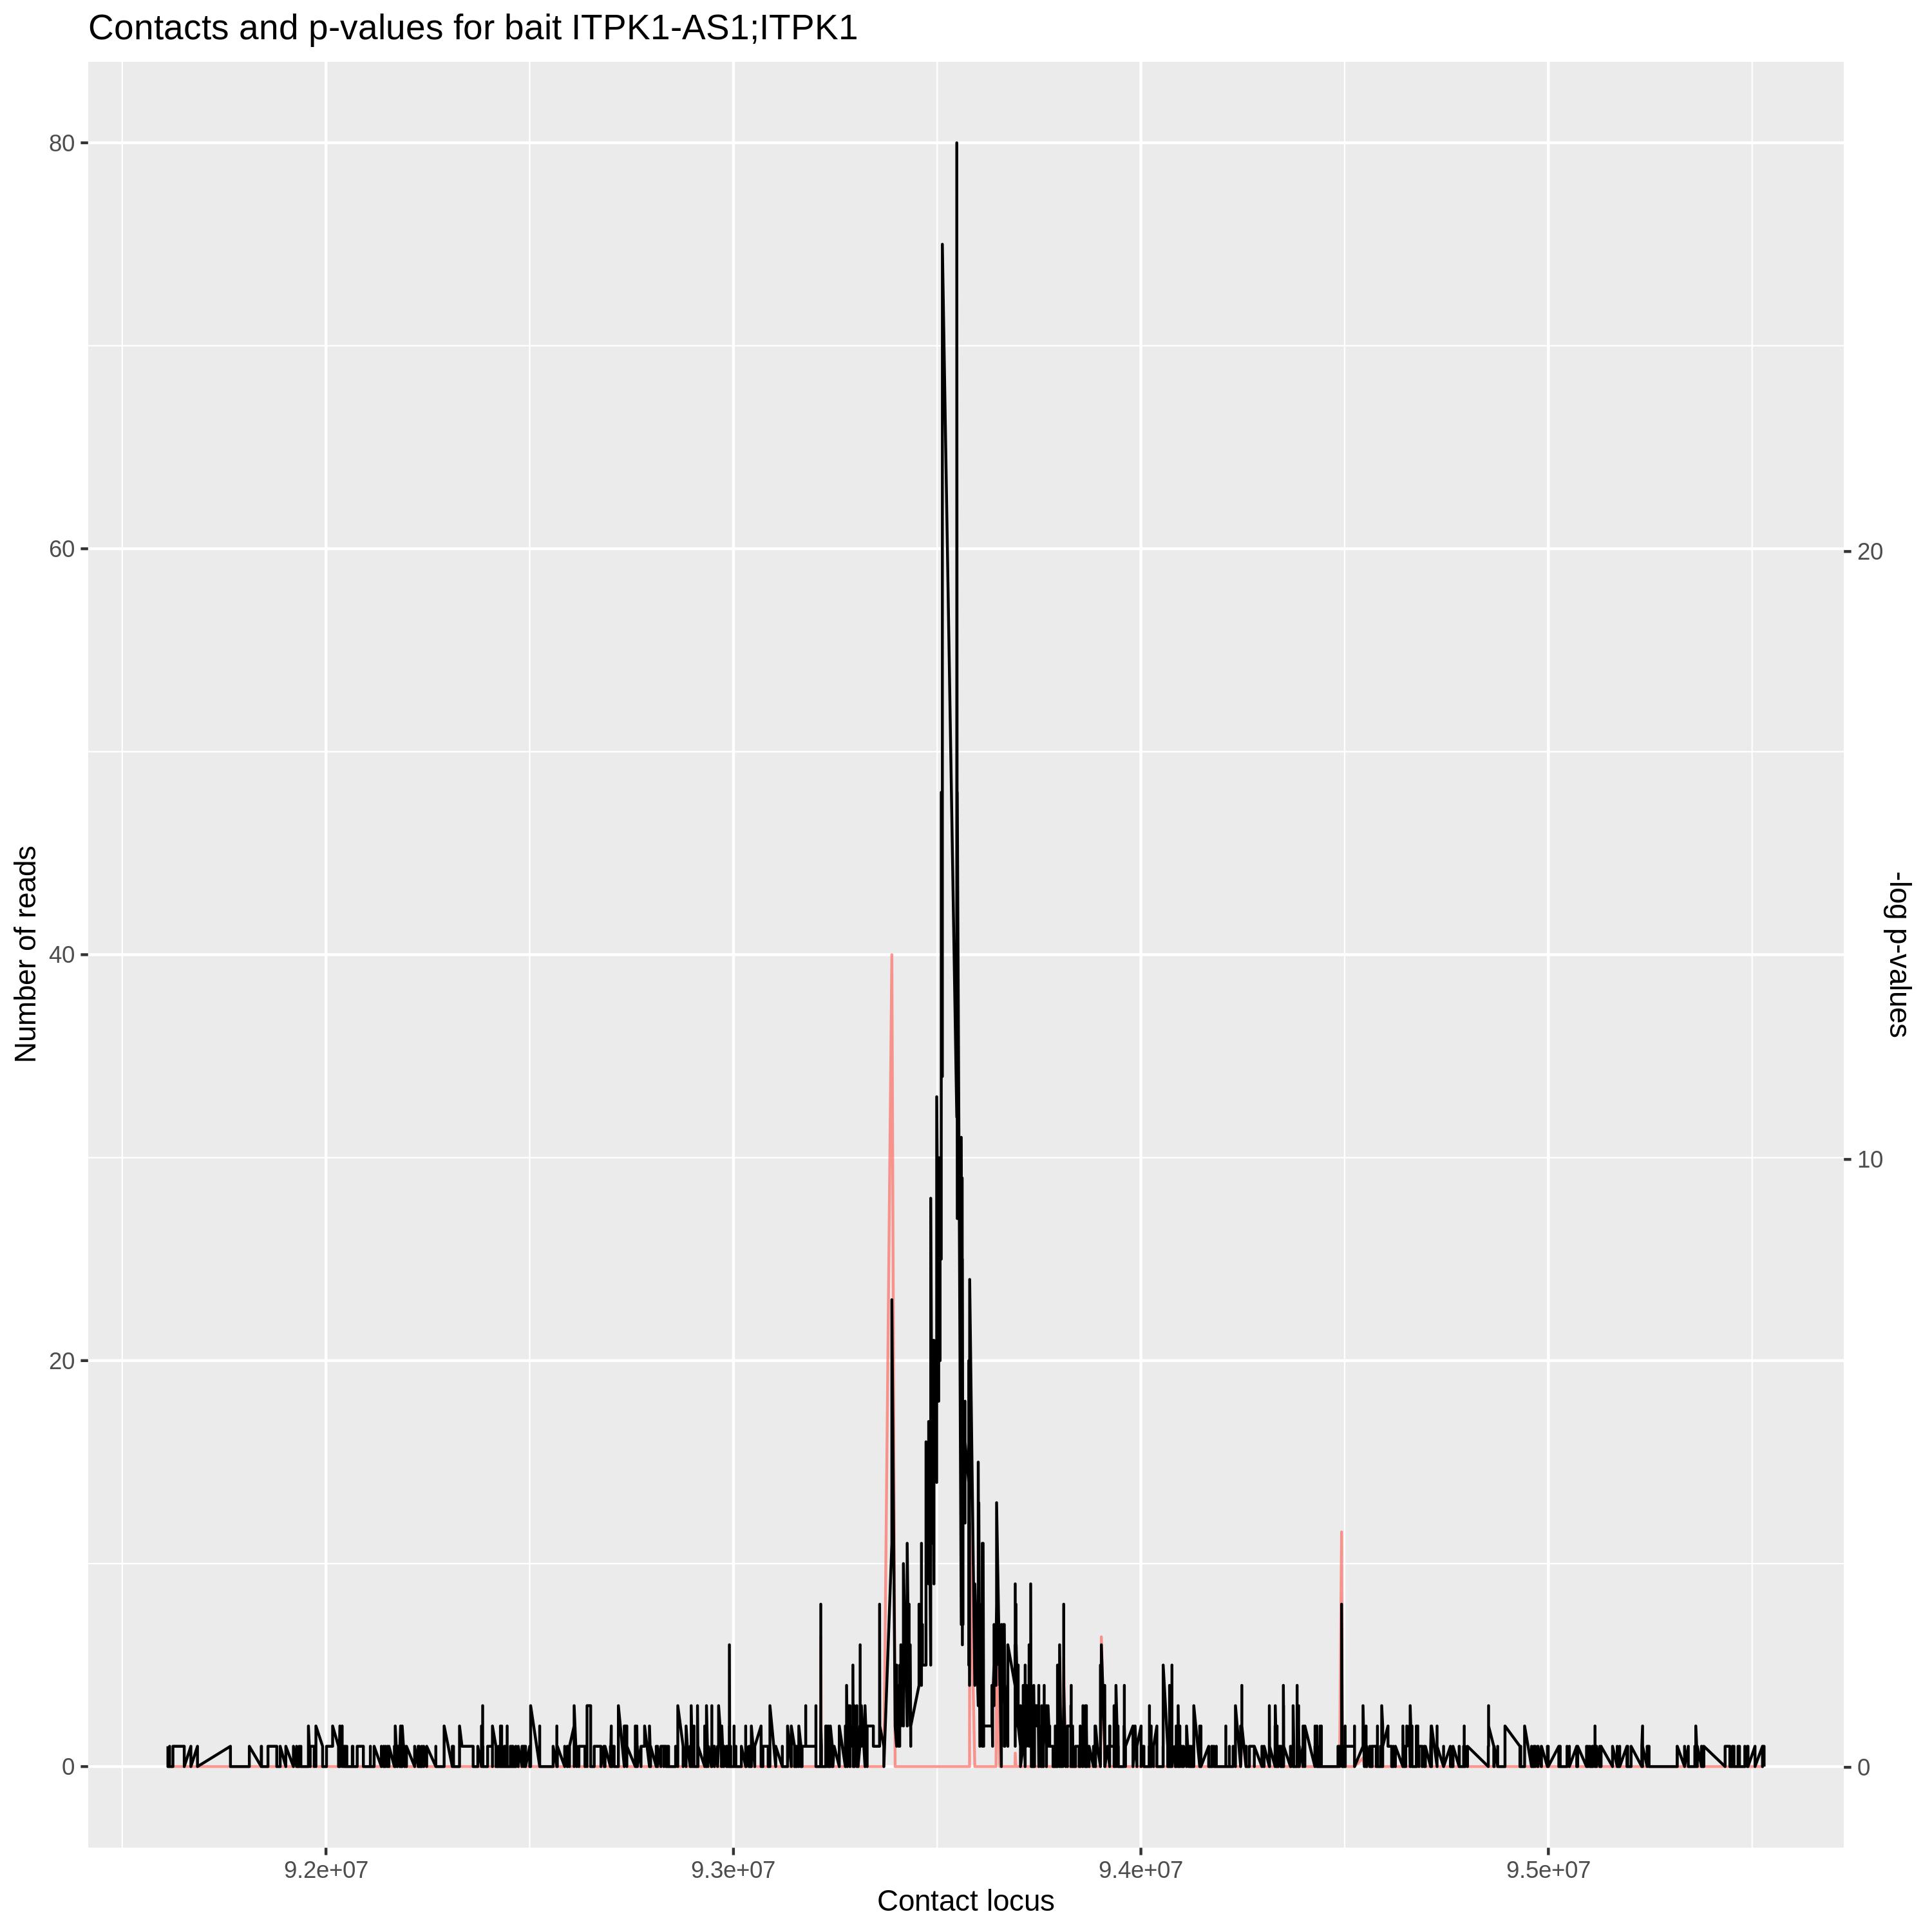 Contacts and p-values for bait ITPK1-AS1;ITPK1
80
60
40
20
0
Number of reads
20
10
0
-log p-values
9.2e+07
9.3e+07
9.4e+07
9.5e+07
Contact locus